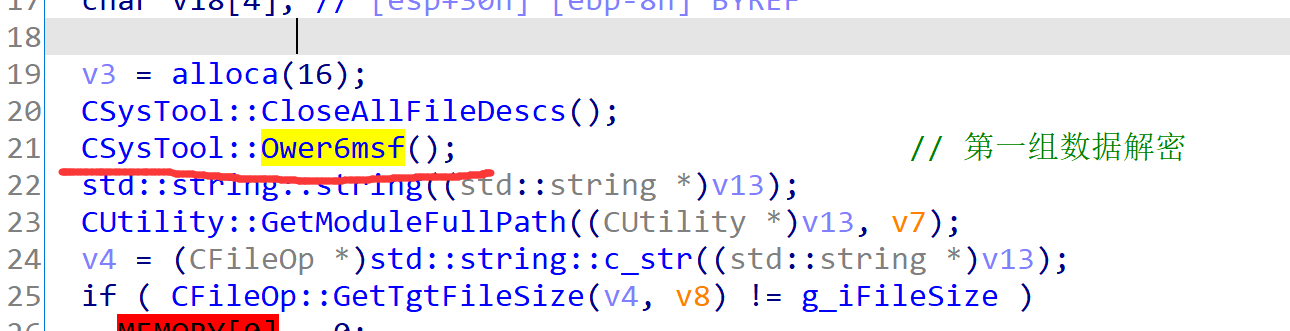 17 char v18[4]; // [esp+30h] [ebp-8h] BYREF
18
19 v3 = alloca(16);
20 CSysTool::CloseAllFileDescs();
21 CSysTool::Ower6msf(); // 第一组数据解密
22 std::string::string((std::string *)v13);
23 CUtility::GetModuleFullPath((CUtility *)v13, v7);
24 v4 = (CFileOp *)std::string::c_str((std::string *)v13);
25 if ( CFileOp::GetTgtFileSize(v4, v8) != g_iFileSize )
26 MEMORY[0] = 0;